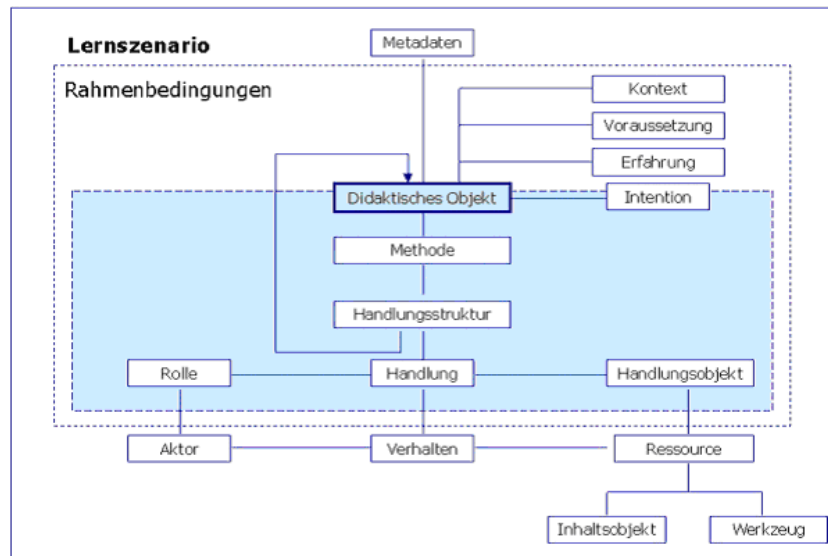 Lernszenario
Metadaten
Rahmenbedingungen
Kontext
Voraussetzung
Erfahrung
Didaktisches Objekt
Intention
Methode
Handlungsstruktur
Rolle
Handlung
Handlungsobjekt
Aktor
Verhalten
Ressource
Inhaltsobjekt
Werkzeug